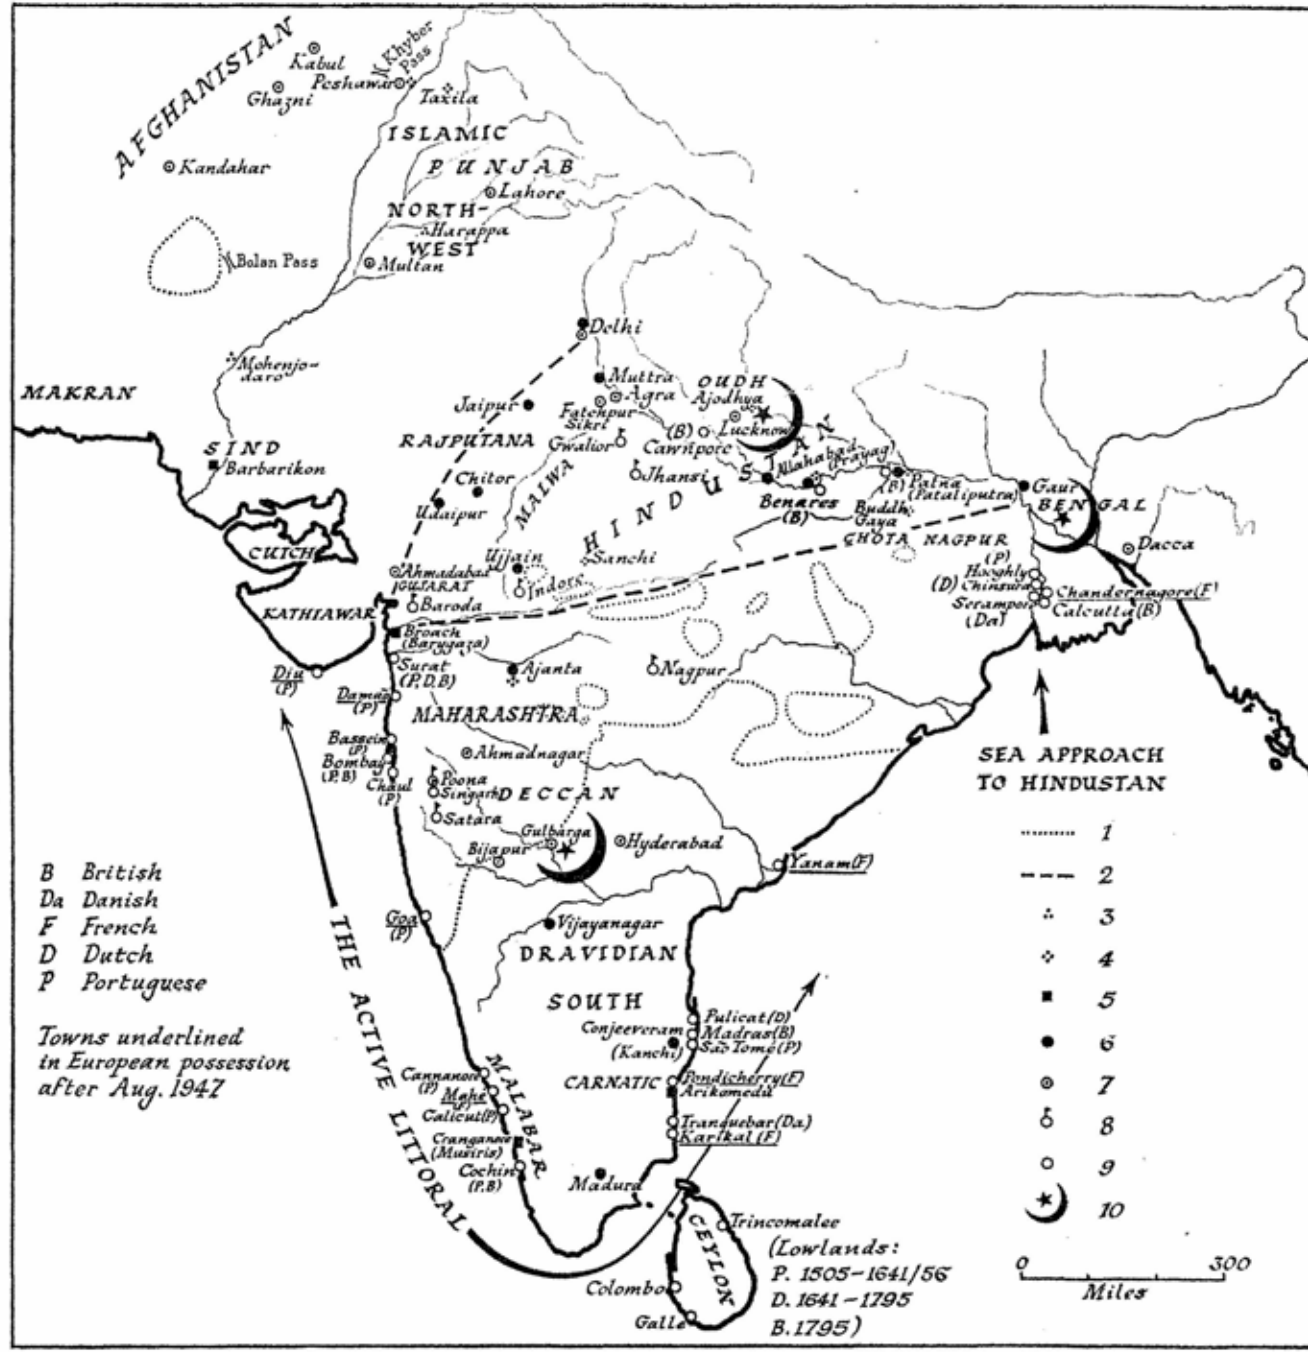 AFGHANISTAN
Kabul
Ghazni
Peshawar
Khyber
Pass
Taxila
Kandahar
ISLAMIC
PUNJAB
Lahore
NORTH-
Harappa
WEST
Multan
Bolan Pass
Delhi
Mohenjo-
daro
MAKRAN
Muttra
Agra
Jaipur
Fatehpur
Sikri
OUDH
Ajodhya
Lucknow
(B)
Cawnpore
RAJPUTANA
Gwalior
SIND
Barbarikon
Jhansi
HINDUSTAN
Allahabad
(Prayag)
Chitor
Udaipur
MALWA
Benares
(B)
(B)
Patna
(Pataliputra)
Buddh
Gaya
Gaur
BENGAL
CHOTA NAGPUR
Dacca
CUTCH
Ujjain
Sanchi
Ahmadabad
GUJARAT
Indore
Baroda
KATHIAWAR
(P)
Hooghly
(D) Chinsura
Chandernagore (F)
Serampore
(Da)
Calcutta (B)
Broach
(Barygaza)
Surat
(P, D, B)
Ajanta
Nagpur
Diu
(P)
Damão
(P)
MAHARASHTRA
Bassein
(P)
Bombay
(P, B)
Chaul
(P)
Ahmadnagar
Poona
Singarh
DECCAN
Satara
Gulbarga
Hyderabad
Bijapur
Yanam (F)
SEA APPROACH
TO HINDUSTAN
1
2
3
4
5
6
7
8
9
10
0 300
Miles
B British
Da Danish
F French
D Dutch
P Portuguese
Towns underlined
in European possession
after Aug. 1947
Goa
(P)
THE ACTIVE LITTORAL
Vijayanagar
DRAVIDIAN
SOUTH
Conjeeveram
(Kanchi)
Pulicat (D)
Madras (B)
São Tomé (P)
CARNATIC
Pondicherry (F)
Arikomedu
Tranquebar (Da)
Karikal (F)
MALABAR
Cannanore
(P)
Mahé
Calicut (P)
Cranganore
(Musiris)
Cochin
(P, B)
Madura
CEYLON
Trincomalee
(Lowlands:
P. 1505-1641/56
D. 1641-1795
B. 1795)
Colombo
Galle